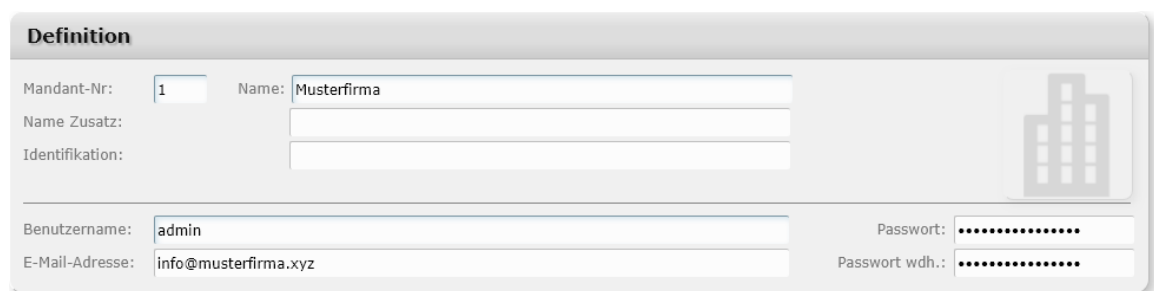 Definition
Mandant-Nr: 1 Name: Musterfirma
Name Zusatz:
Identifikation:
Benutzername: admin Passwort: ••••••••••••••••
E-Mail-Adresse: info@musterfirma.xyz Passwort wdh.: ••••••••••••••••